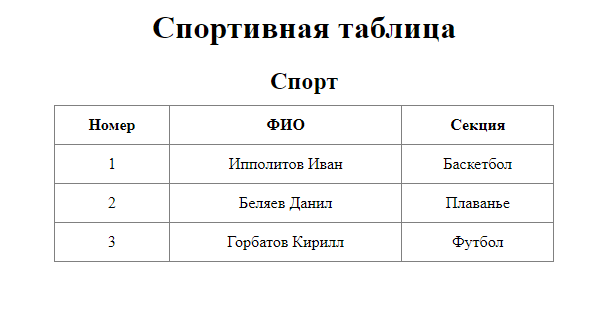 Спортивная таблица
Спорт
Номер ФИО Секция
1 Ипполитов Иван Баскетбол
2 Беляев Данил Плаванье
3 Горбатов Кирилл Футбол